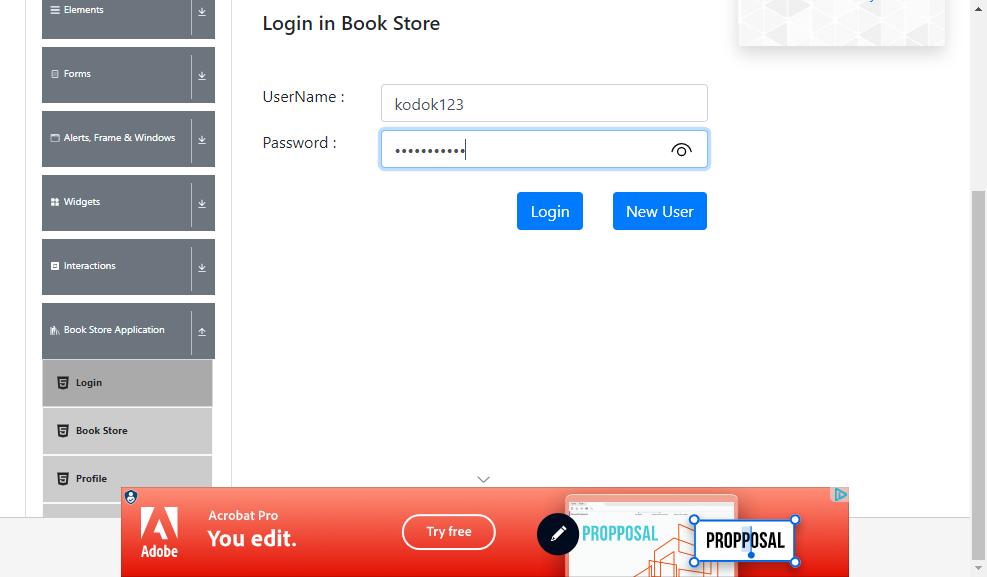 Elements
Forms
Alerts, Frame & Windows
Widgets
Interactions
Book Store Application
Login
Book Store
Profile
Login in Book Store
UserName :
kodok123
Password :
•••••••••••
Login
New User
Adobe
Acrobat Pro
You edit.
Try free
PROPPOSAL
PROPPOSAL